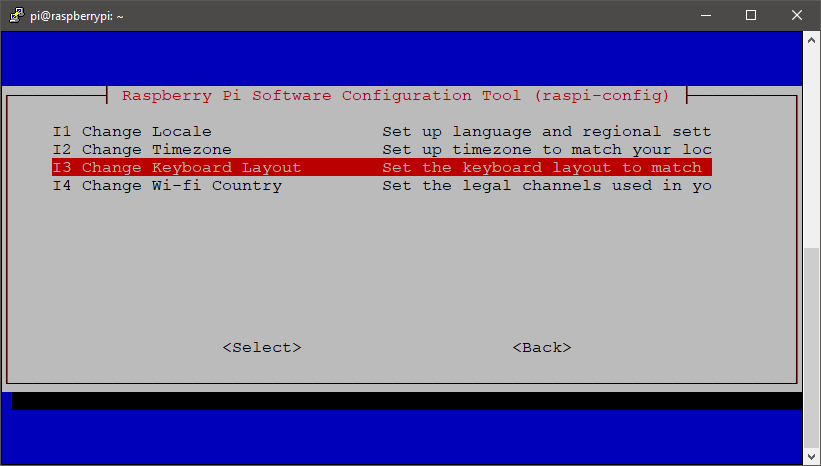 pi@raspberrypi: ~
Raspberry Pi Software Configuration Tool (raspi-config)
I1 Change Locale Set up language and regional sett
I2 Change Timezone Set up timezone to match your loc
I3 Change Keyboard Layout Set the keyboard layout to match
I4 Change Wi-fi Country Set the legal channels used in yo
<Select> <Back>